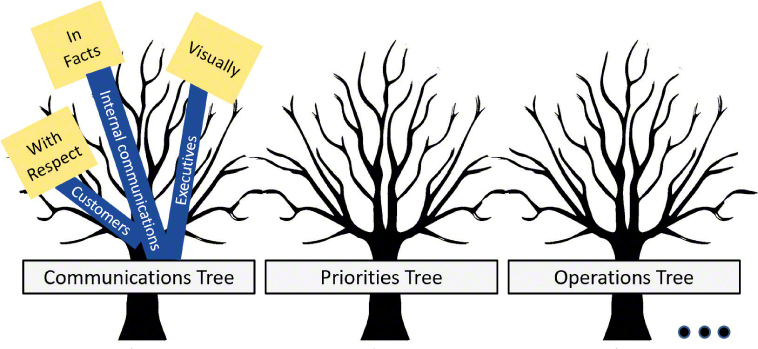 In
Facts
Visually
With
Respect
Internal communications
Executives
Customers
Communications Tree
Priorities Tree
Operations Tree